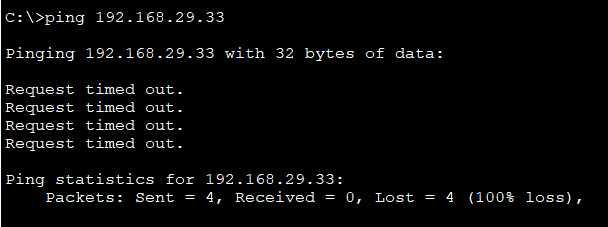 C:\>ping 192.168.29.33
Pinging 192.168.29.33 with 32 bytes of data:
Request timed out.
Request timed out.
Request timed out.
Request timed out.
Ping statistics for 192.168.29.33:
Packets: Sent = 4, Received = 0, Lost = 4 (100% loss),